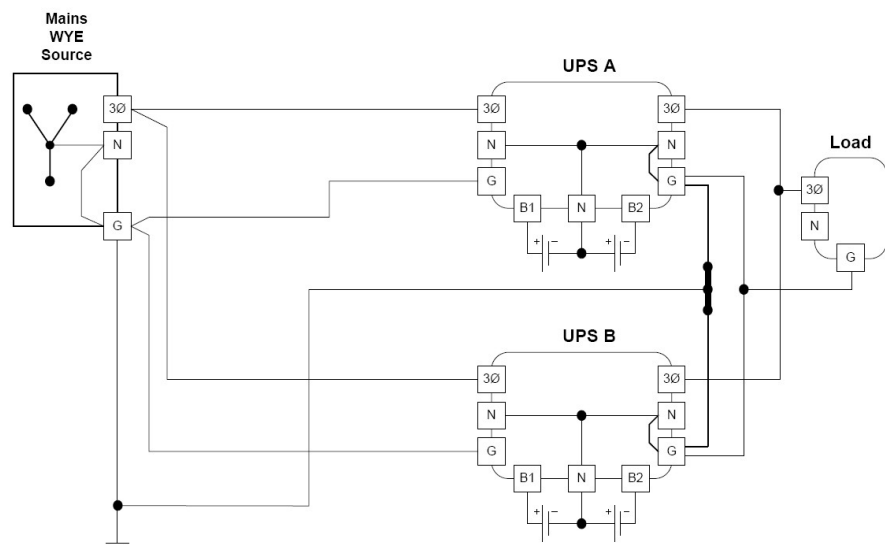 Mains
WYE
Source
3Ø
N
G
UPS A
3Ø
N
G
3Ø
N
G
B1
N
B2
+ −
+ −
Load
3Ø
N
G
UPS B
3Ø
N
G
3Ø
N
G
B1
N
B2
+ −
+ −